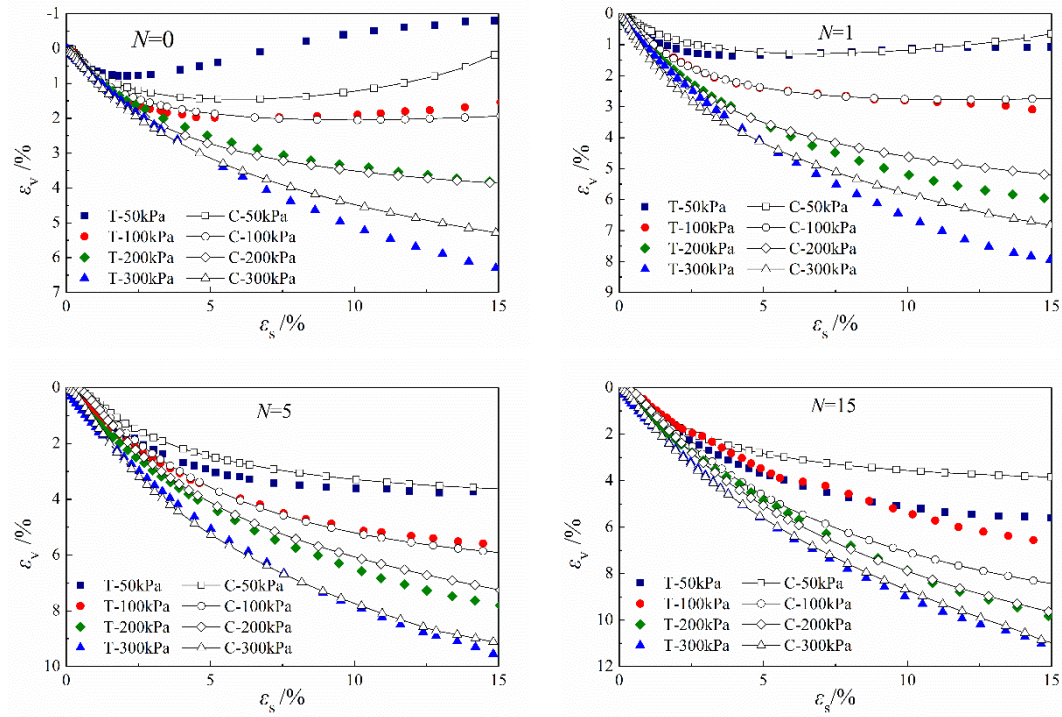 -1
0
1
2
3
4
5
6
7
εv /%
N=0
T-50kPa C-50kPa
T-100kPa C-100kPa
T-200kPa C-200kPa
T-300kPa C-300kPa
0 5 10 15
εs /%
0
1
2
3
4
5
6
7
8
9
εv /%
N=1
T-50kPa C-50kPa
T-100kPa C-100kPa
T-200kPa C-200kPa
T-300kPa C-300kPa
0 5 10 15
εs /%
0
2
4
6
8
10
εv /%
N=5
T-50kPa C-50kPa
T-100kPa C-100kPa
T-200kPa C-200kPa
T-300kPa C-300kPa
0 5 10 15
εs /%
0
2
4
6
8
10
12
εv /%
N=15
T-50kPa C-50kPa
T-100kPa C-100kPa
T-200kPa C-200kPa
T-300kPa C-300kPa
0 5 10 15
εs /%